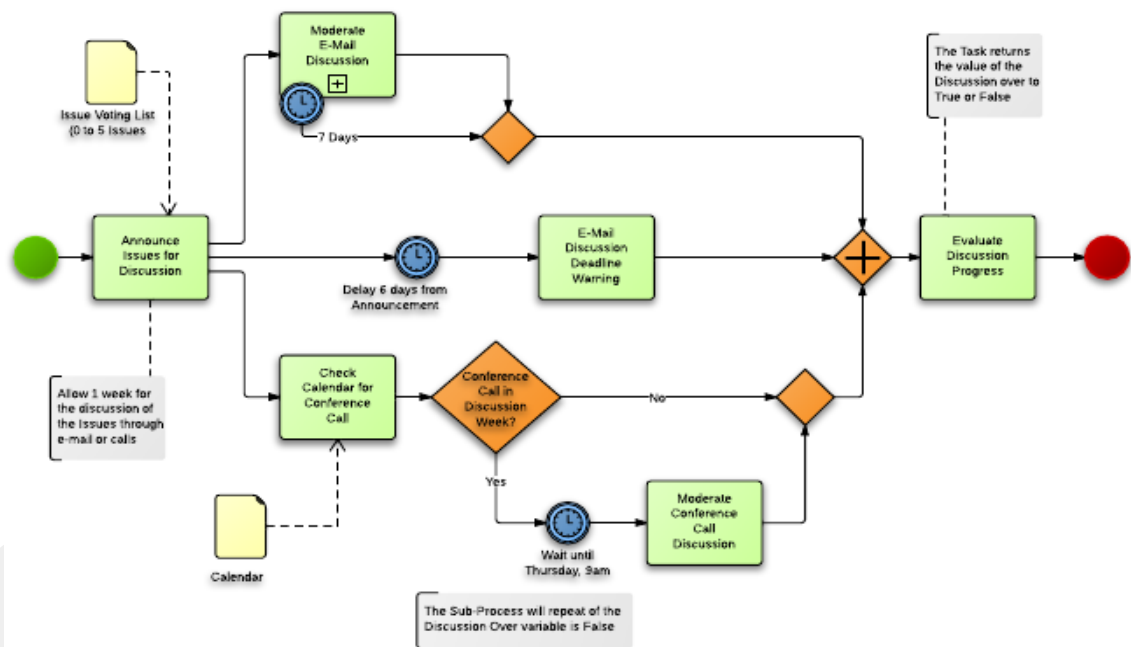 Moderate
E-Mail
Discussion
The Task returns
the value of the
Discussion over to
True or False
Issue Voting List
(0 to 5 Issues
7 Days
Announce
Issues for
Discussion
Delay 6 days from
Announcement
E-Mail
Discussion
Deadline
Warning
Evaluate
Discussion
Progress
Allow 1 week for
the discussion of
the Issues through
e-mail or calls
Check
Calendar for
Conference
Call
Conference
Call in
Discussion
Week?
No
Yes
Calendar
Wait until
Thursday, 9am
Moderate
Conference
Call
Discussion
The Sub-Process will repeat of the
Discussion Over variable is False